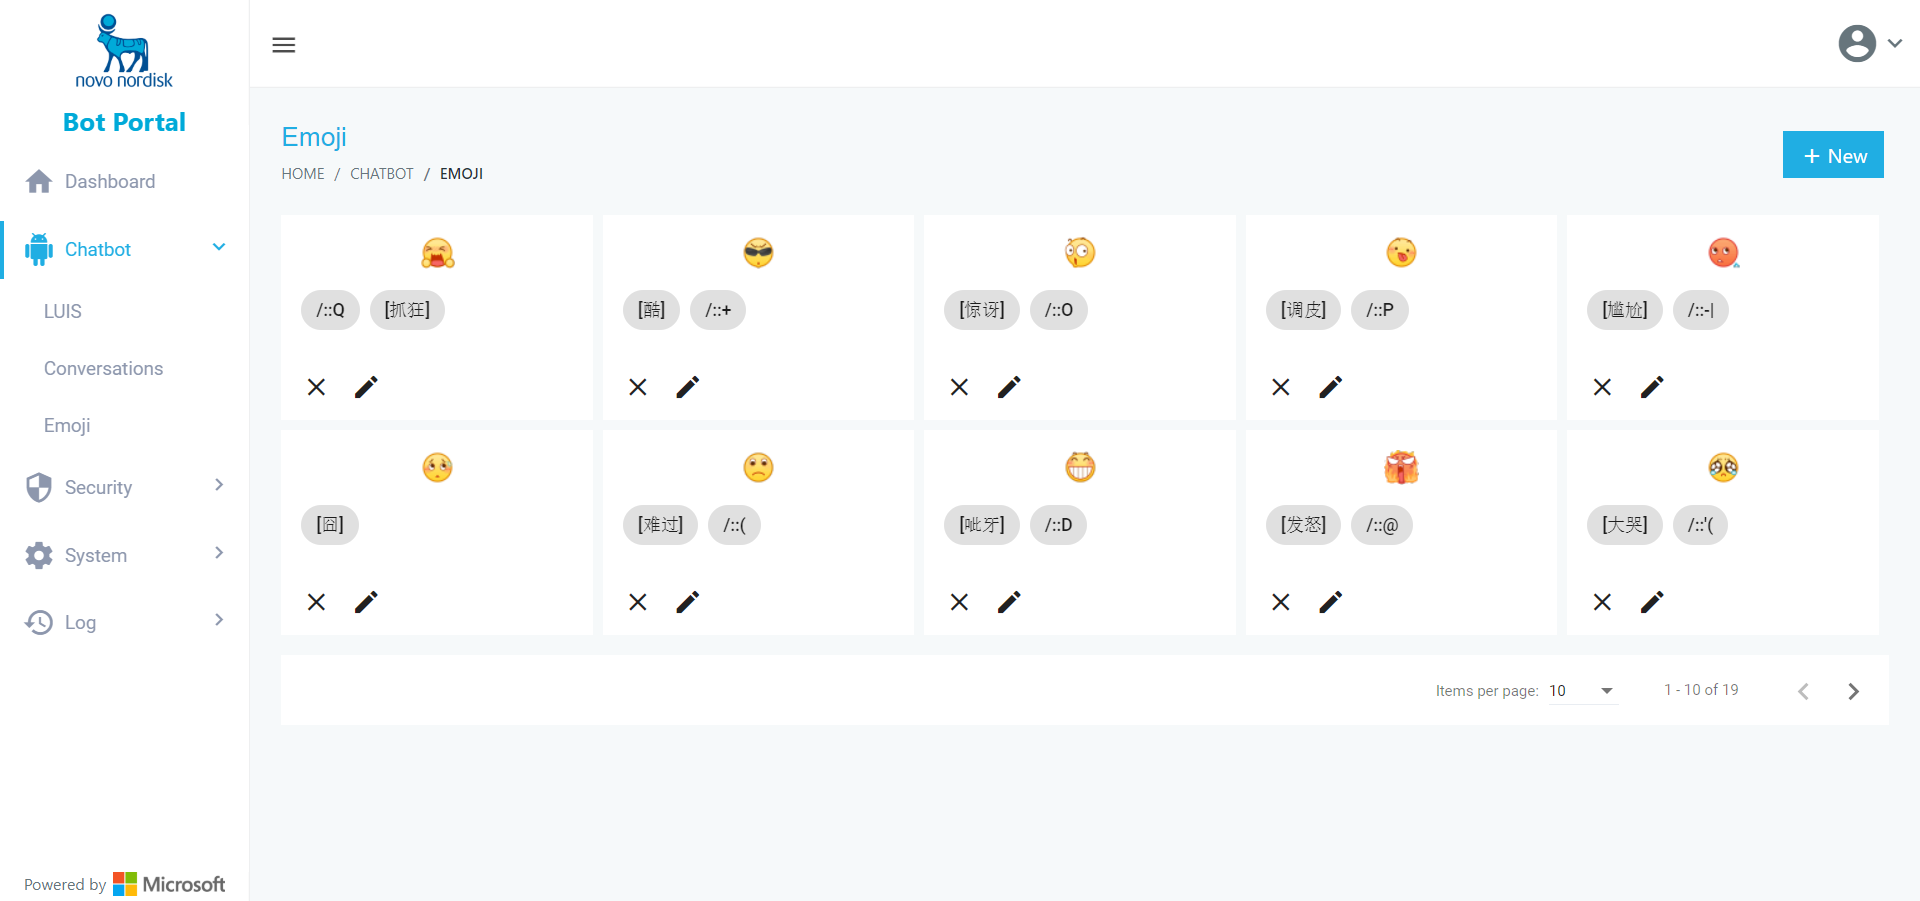 novo nordisk
Bot Portal
Dashboard
Chatbot
LUIS
Conversations
Emoji
Security
System
Log
Powered by Microsoft
Emoji
HOME / CHATBOT / EMOJI
+ New
/::Q [抓狂]
[酷] /::+
[惊讶] /::O
[调皮] /::P
[尴尬] /::-|
[囧]
[难过] /::(
[呲牙] /::D
[发怒] /::@
[大哭] /::'(
Items per page: 10
1 - 10 of 19